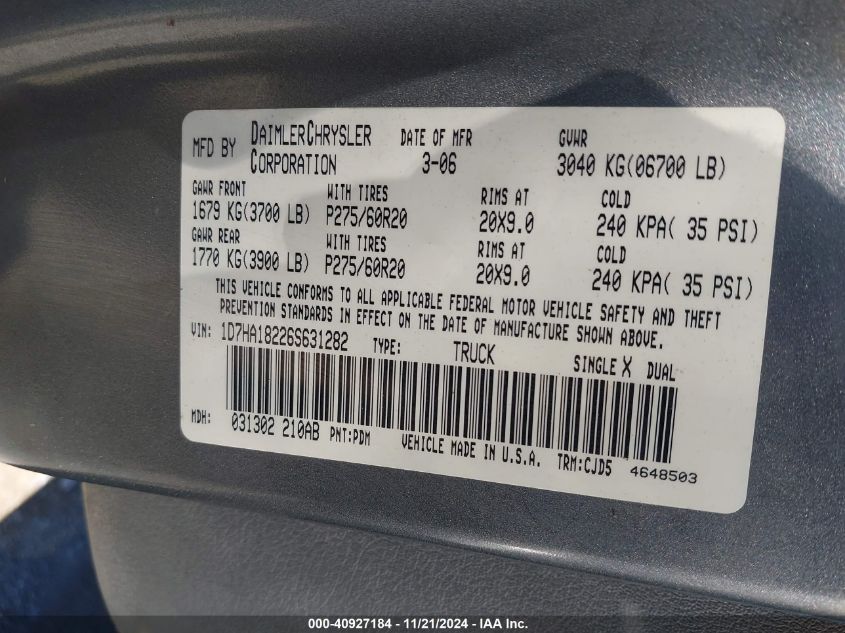 MFD BY DAIMLERCHRYSLER CORPORATION DATE OF MFR 3-06 GVWR 3040 KG(06700 LB)
GAWR FRONT WITH TIRES RIMS AT COLD
1679 KG(3700 LB) P275/60R20 20X9.0 240 KPA( 35 PSI)
GAWR REAR WITH TIRES RIMS AT COLD
1770 KG(3900 LB) P275/60R20 20X9.0 240 KPA( 35 PSI)
THIS VEHICLE CONFORMS TO ALL APPLICABLE FEDERAL MOTOR VEHICLE SAFETY AND THEFT
PREVENTION STANDARDS IN EFFECT ON THE DATE OF MANUFACTURE SHOWN ABOVE.
VIN: 1D7HA18226S631282 TYPE: TRUCK SINGLE X DUAL
MDH: 031302 210AB PNT:PDM VEHICLE MADE IN U.S.A. TRM:CJD5 4648503
000-40927184 - 11/21/2024 - IAA Inc.